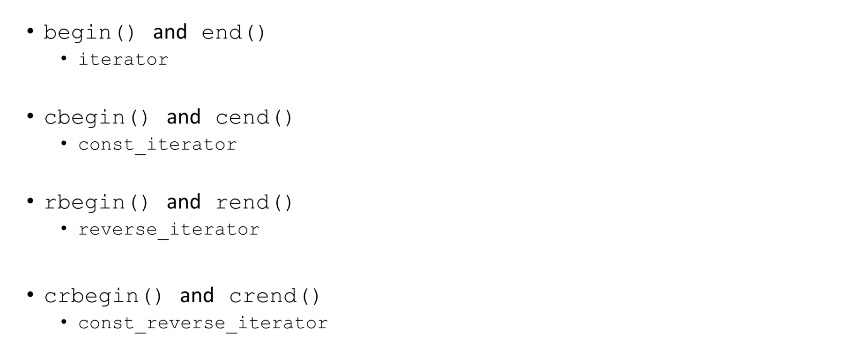 • begin() and end()
• iterator
• cbegin() and cend()
• const_iterator
• rbegin() and rend()
• reverse_iterator
• crbegin() and crend()
• const_reverse_iterator